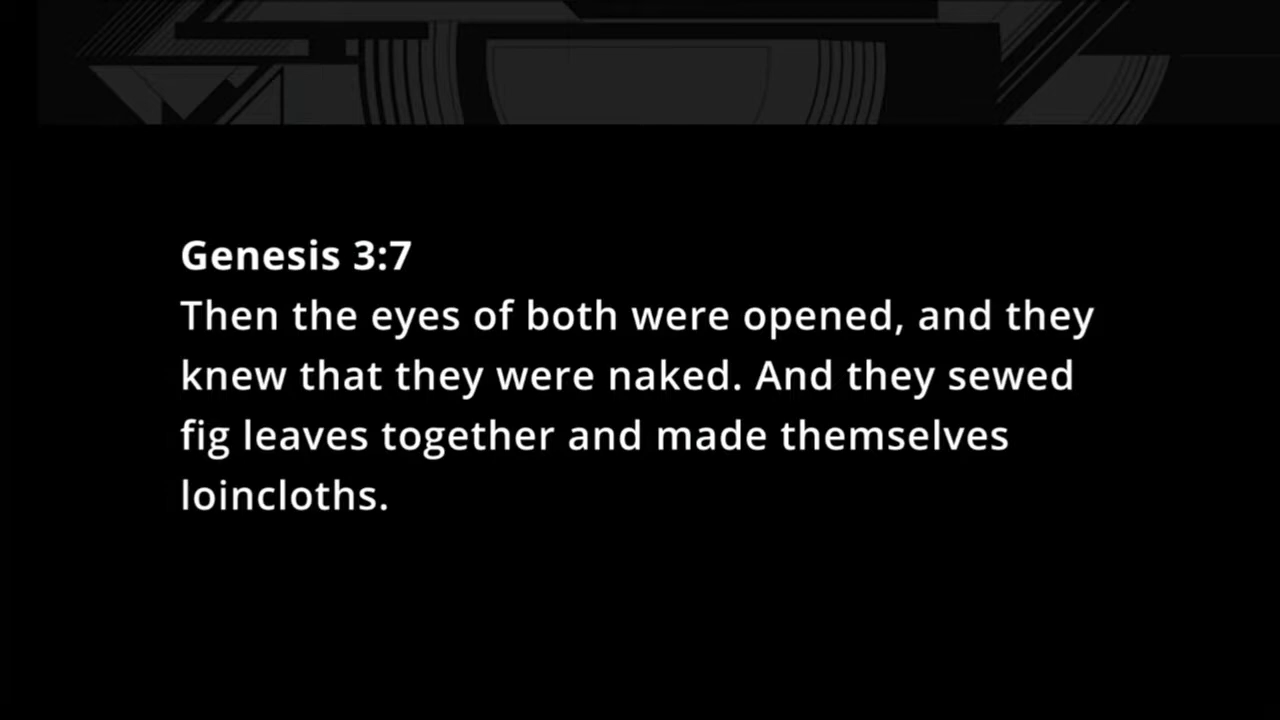 Genesis 3:7
Then the eyes of both were opened, and they
knew that they were naked. And they sewed
fig leaves together and made themselves
loincloths.